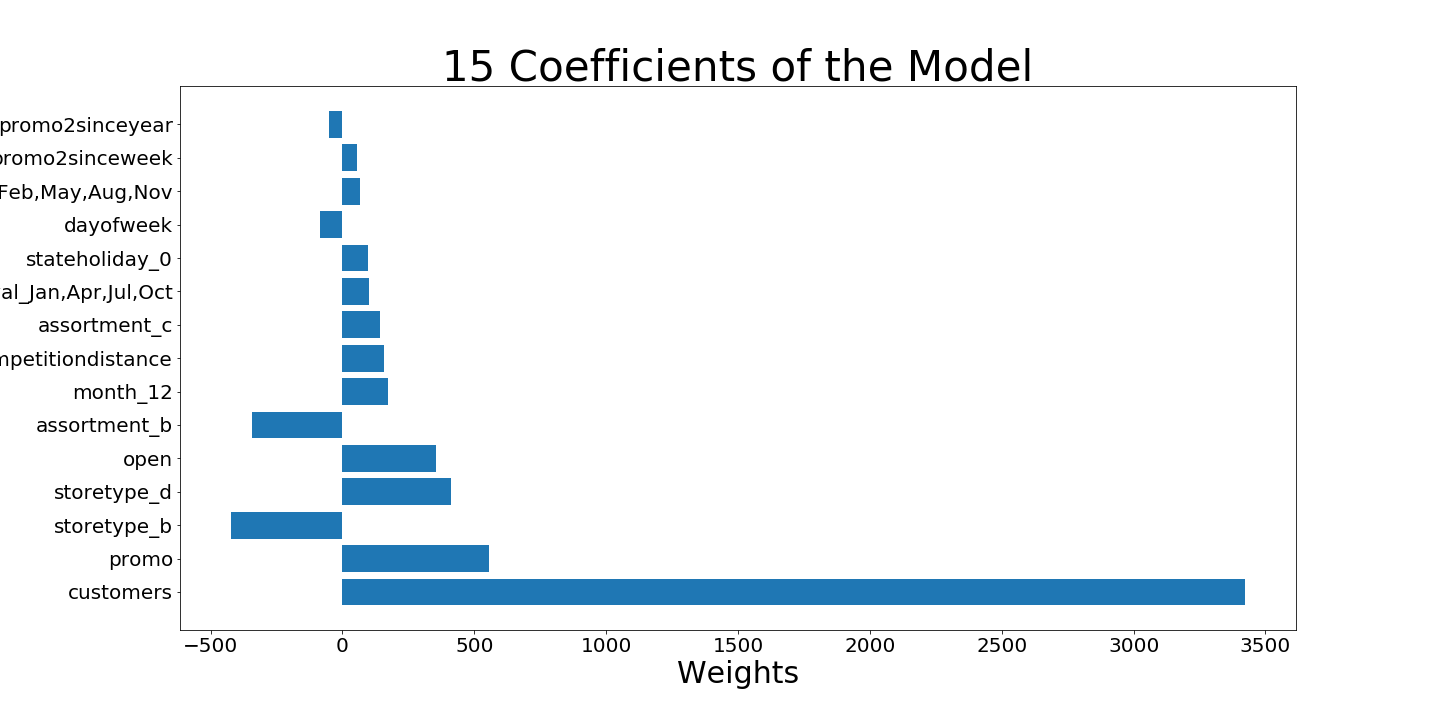 15 Coefficients of the Model
promo2sinceyear
promo2sinceweek
Feb,May,Aug,Nov
dayofweek
stateholiday_0
al_Jan,Apr,Jul,Oct
assortment_c
mpetitiondistance
month_12
assortment_b
open
storetype_d
storetype_b
promo
customers
−500 0 500 1000 1500 2000 2500 3000 3500
Weights